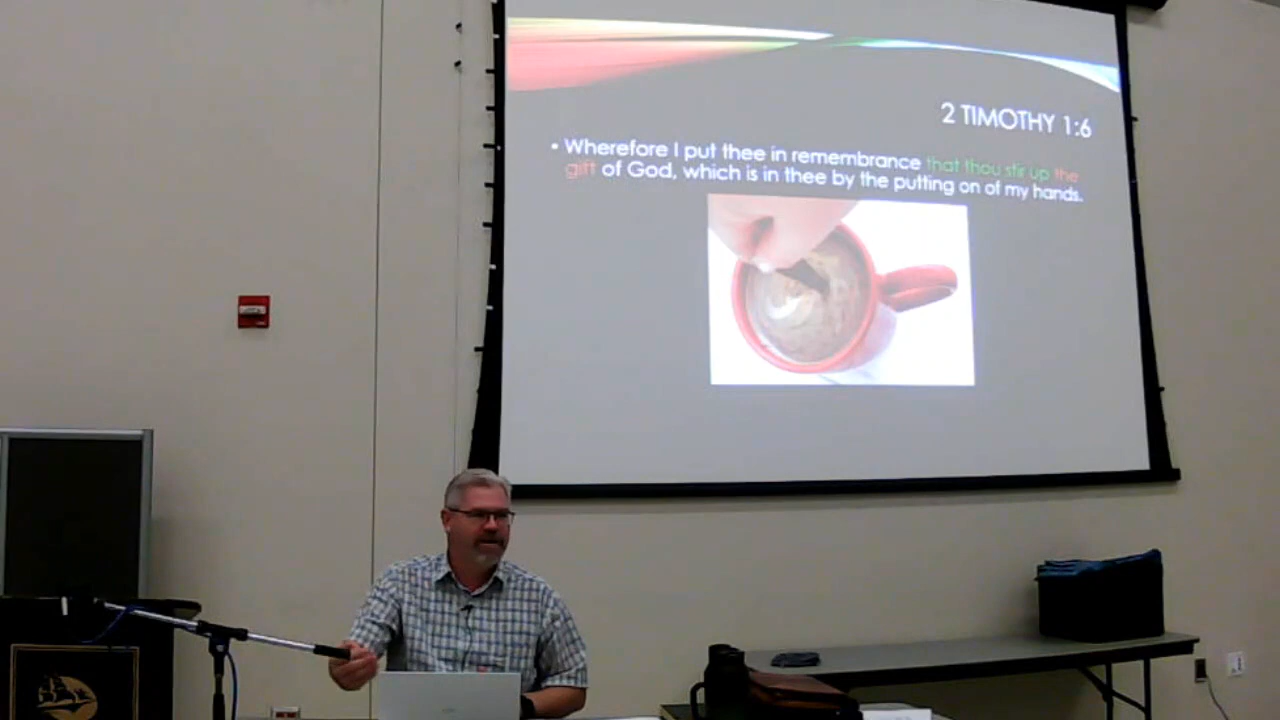 2 TIMOTHY 1:6
• Wherefore I put thee in remembrance that thou stir up the
gift of God, which is in thee by the putting on of my hands.